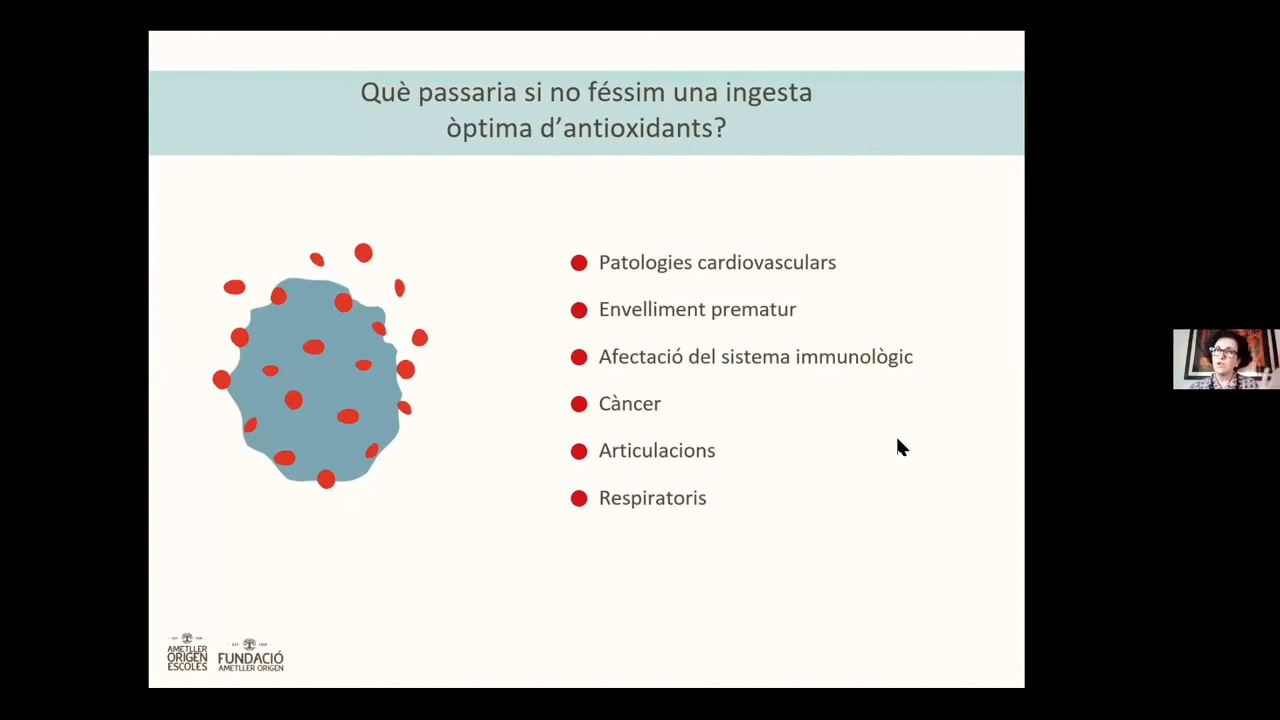 Què passaria si no féssim una ingesta
òptima d’antioxidants?
Patologies cardiovasculars
Envelliment prematur
Afectació del sistema immunològic
Càncer
Articulacions
Respiratoris
AMETLLER
ORIGEN
ESCOLES
FUNDACIÓ
AMETLLER ORIGEN